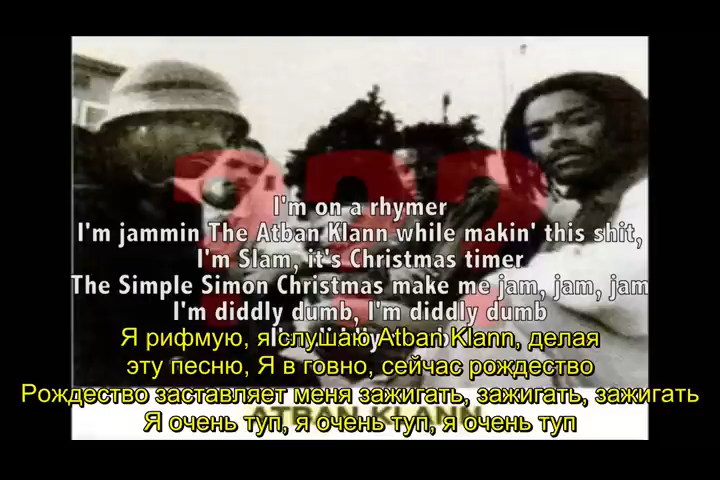 I'm on a rhymer
I'm jammin The Atban Klann while makin' this shit,
I'm Slam, it's Christmas timer
The Simple Simon Christmas make me jam, jam, jam
I'm diddly dumb, I'm diddly dumb
Я рифмую, я слушаю Atban Klann, делая
эту песню, Я в говно, сейчас рождество
Рождество заставляет меня зажигать, зажигать, зажигать
Я очень туп, я очень туп, я очень туп
ATBAN KLANN